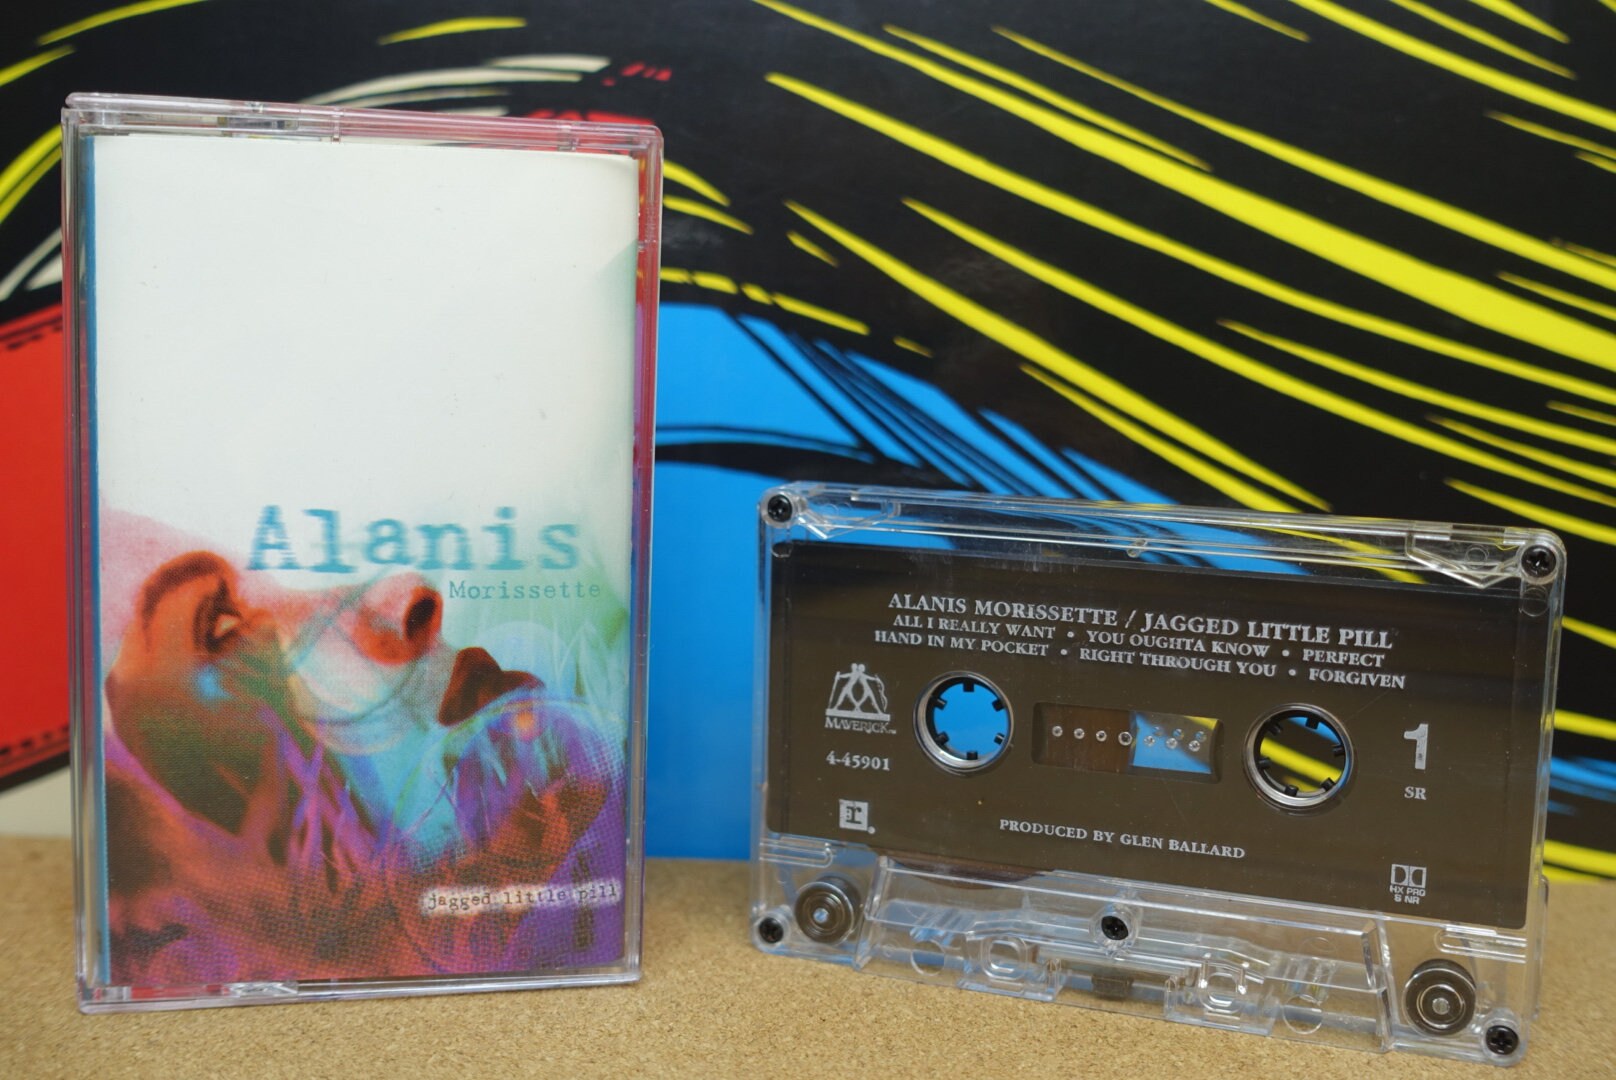 Alanis
Morissette
jagged little pill
ALANIS MORISSETTE / JAGGED LITTLE PILL
ALL I REALLY WANT • YOU OUGHTA KNOW • PERFECT
HAND IN MY POCKET • RIGHT THROUGH YOU • FORGIVEN
MAVERICK™
4-45901
1
SR
R®
PRODUCED BY GLEN BALLARD
HX PRO
B NR